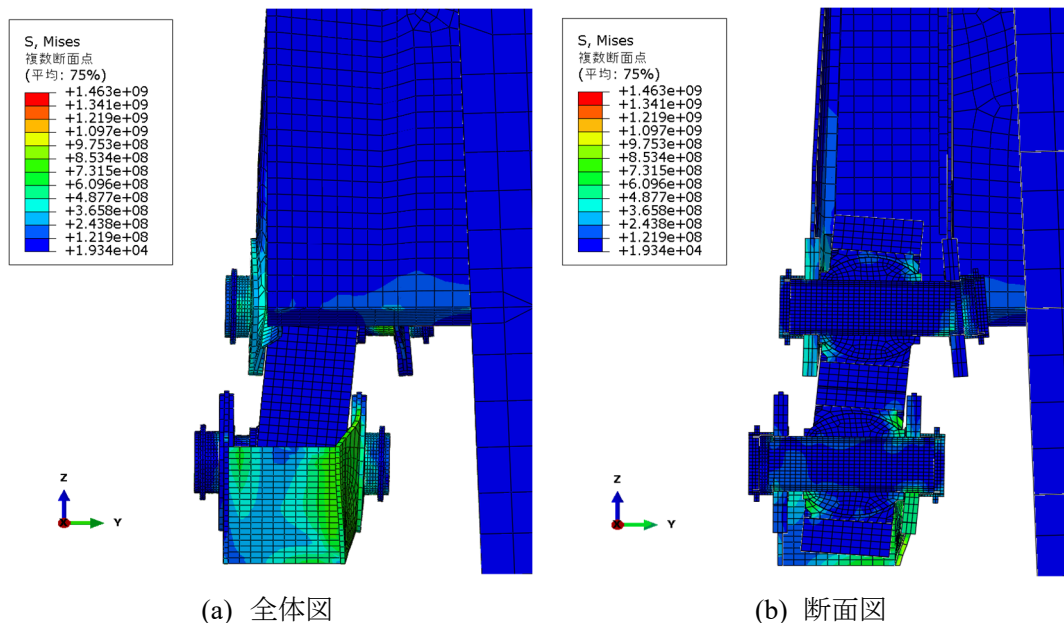 S, Mises
複数断面点
(平均: 75%)
+1.463e+09
+1.341e+09
+1.219e+09
+1.097e+09
+9.753e+08
+8.534e+08
+7.315e+08
+6.096e+08
+4.877e+08
+3.658e+08
+2.438e+08
+1.219e+08
+1.934e+04
Z
X
Y
(a) 全体図
S, Mises
複数断面点
(平均: 75%)
+1.463e+09
+1.341e+09
+1.219e+09
+1.097e+09
+9.753e+08
+8.534e+08
+7.315e+08
+6.096e+08
+4.877e+08
+3.658e+08
+2.438e+08
+1.219e+08
+1.934e+04
Z
X
Y
(b) 断面図